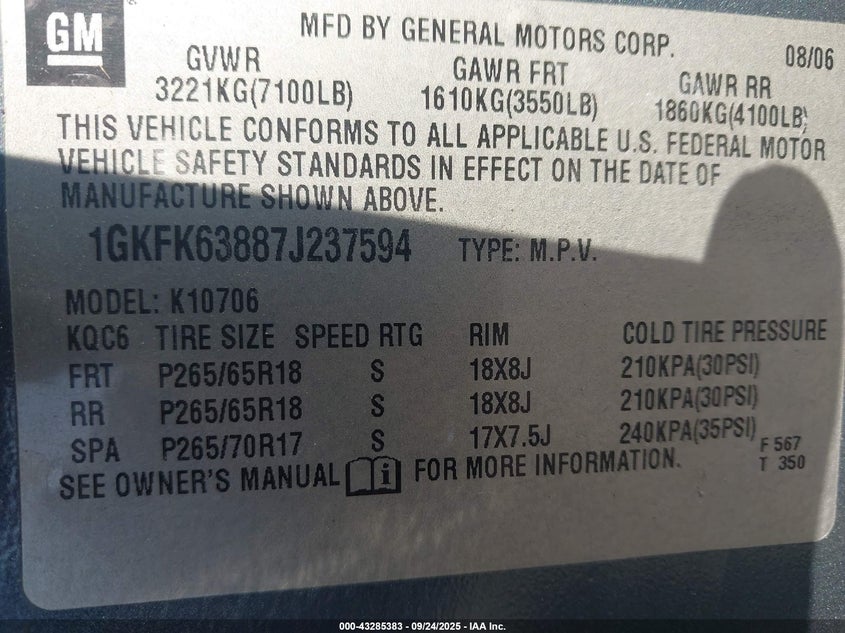 GM
MFD BY GENERAL MOTORS CORP. 08/06
GVWR GAWR FRT GAWR RR
3221KG(7100LB) 1610KG(3550LB) 1860KG(4100LB)
THIS VEHICLE CONFORMS TO ALL APPLICABLE U.S. FEDERAL MOTOR
VEHICLE SAFETY STANDARDS IN EFFECT ON THE DATE OF
MANUFACTURE SHOWN ABOVE.
1GKFK63887J237594 TYPE: M.P.V.
MODEL: K10706
KQC6 TIRE SIZE SPEED RTG RIM COLD TIRE PRESSURE
FRT P265/65R18 S 18X8J 210KPA(30PSI)
RR P265/65R18 S 18X8J 210KPA(30PSI)
SPA P265/70R17 S 17X7.5J 240KPA(35PSI)
F 567
SEE OWNER'S MANUAL i FOR MORE INFORMATION. T 350
000-43285383 - 09/24/2025 - IAA Inc.